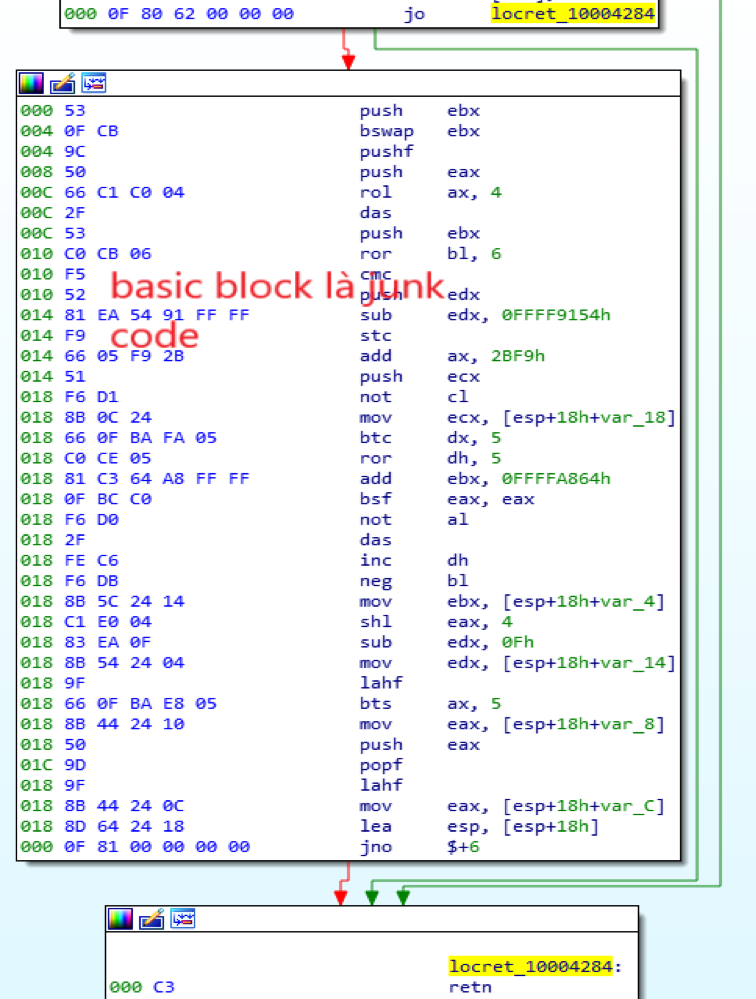 000 0F 80 62 00 00 00 jo locret_10004284
000 53 push ebx
004 0F CB bswap ebx
004 9C pushf
008 50 push eax
00C 66 C1 C0 04 rol ax, 4
00C 2F das
00C 53 push ebx
010 C0 CB 06 ror bl, 6
010 F5 cmc
basic block là junk
010 52 push edx
014 81 EA 54 91 FF FF sub edx, 0FFFF9154h
code
014 F9 stc
014 66 05 F9 2B add ax, 2BF9h
014 51 push ecx
018 F6 D1 not cl
018 8B 0C 24 mov ecx, [esp+18h+var_18]
018 66 0F BA FA 05 btc dx, 5
018 C0 CE 05 ror dh, 5
018 81 C3 64 A8 FF FF add ebx, 0FFFFA864h
018 0F BC C0 bsf eax, eax
018 F6 D0 not al
018 2F das
018 FE C6 inc dh
018 F6 DB neg bl
018 8B 5C 24 14 mov ebx, [esp+18h+var_4]
018 C1 E0 04 shl eax, 4
018 83 EA 0F sub edx, 0Fh
018 8B 54 24 04 mov edx, [esp+18h+var_14]
018 9F lahf
018 66 0F BA E8 05 bts ax, 5
018 8B 44 24 10 mov eax, [esp+18h+var_8]
018 50 push eax
01C 9D popf
018 9F lahf
018 8B 44 24 0C mov eax, [esp+18h+var_C]
018 8D 64 24 18 lea esp, [esp+18h]
000 0F 81 00 00 00 00 jno $+6
locret_10004284:
000 C3 retn